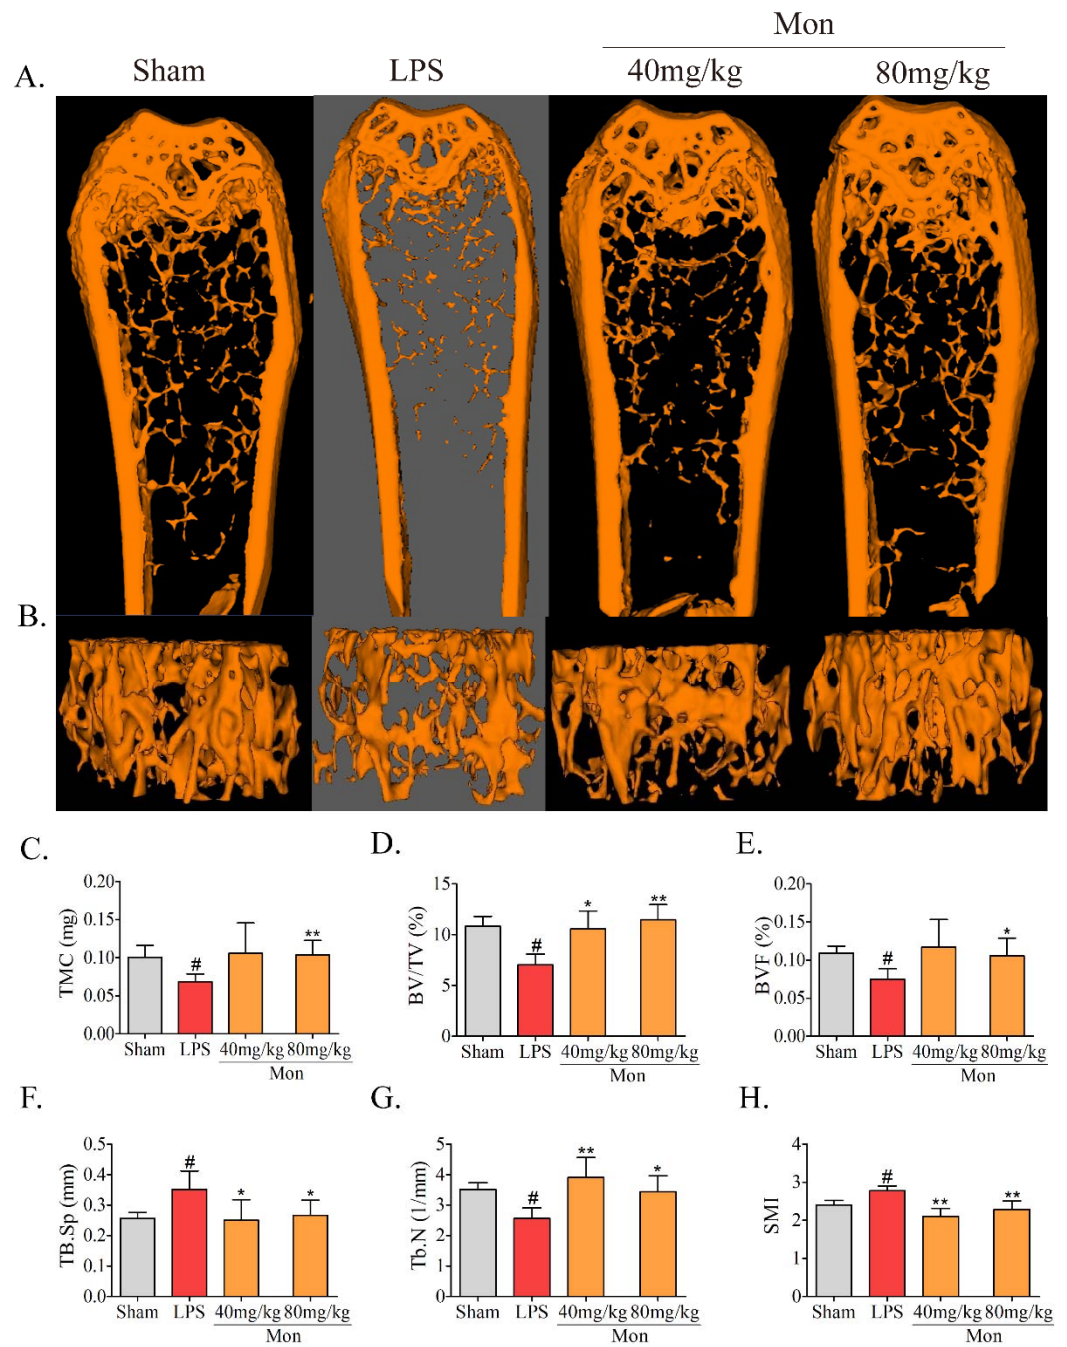 Mon
A.
Sham LPS 40mg/kg 80mg/kg
B.
C. D. E.
TMC (mg)
0.20
0.15
0.10
0.05
0.00
#
**
Sham LPS 40mg/kg 80mg/kg
Mon
BV/TV (%)
15
10
5
0
#
*
**
Sham LPS 40mg/kg 80mg/kg
Mon
BVF (%)
0.20
0.15
0.10
0.05
0.00
#
*
Sham LPS 40mg/kg 80mg/kg
Mon
F. G. H.
TB.Sp (mm)
0.5
0.4
0.3
0.2
0.1
0.0
#
*
*
Sham LPS 40mg/kg 80mg/kg
Mon
Tb.N (1/mm)
5
4
3
2
1
0
#
**
*
Sham LPS 40mg/kg 80mg/kg
Mon
SMI
4
3
2
1
0
#
**
**
Sham LPS 40mg/kg 80mg/kg
Mon